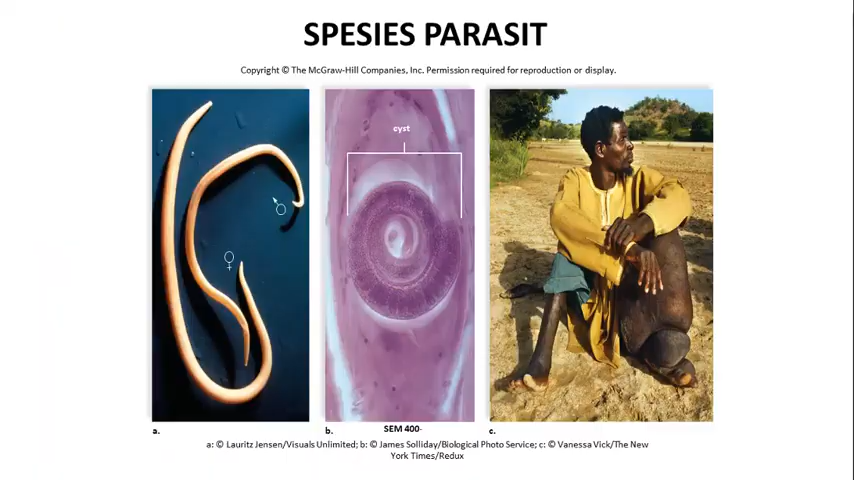 SPESIES PARASIT
Copyright © The McGraw-Hill Companies, Inc. Permission required for reproduction or display.
cyst
a.
b.
SEM 400-
c.
a: © Lauritz Jensen/Visuals Unlimited; b: © James Solliday/Biological Photo Service; c: © Vanessa Vick/The New
York Times/Redux